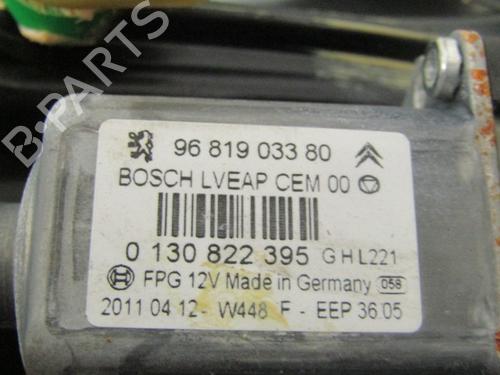 B-PARTS
96 819 033 80
BOSCH LVEAP CEM 00
0 130 822 395 G H L221
FPG 12V Made in Germany 058
2011 04 12- W448 F - EEP 36.05